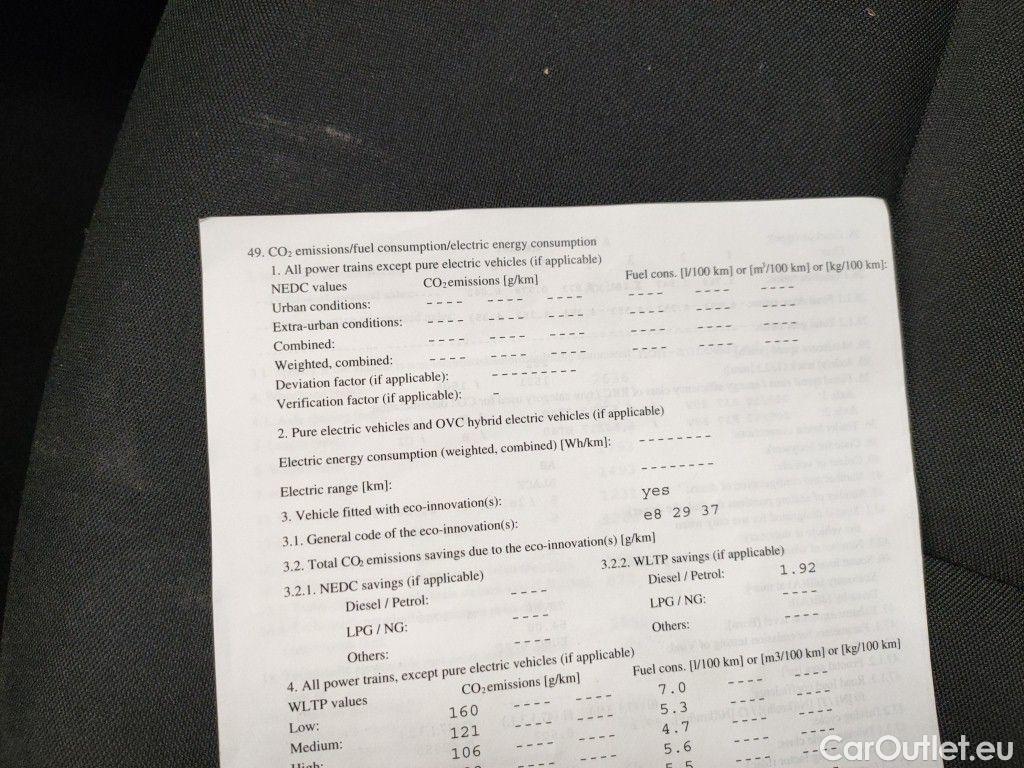 49. CO₂ emissions/fuel consumption/electric energy consumption
1. All power trains except pure electric vehicles (if applicable)
NEDC values CO₂emissions [g/km] Fuel cons. [l/100 km] or [m³/100 km] or [kg/100 km]:
Urban conditions: ---- ---- ---- ---- ---- ----
Extra-urban conditions: ---- ---- ---- ---- ---- ----
Combined: ---- ---- ---- ---- ---- ----
Weighted, combined: ---- ---- ---- ---- ---- ----
Deviation factor (if applicable): ---------
Verification factor (if applicable): -
2. Pure electric vehicles and OVC hybrid electric vehicles (if applicable)
Electric energy consumption (weighted, combined) [Wh/km]: --------
Electric range [km]: --------
3. Vehicle fitted with eco-innovation(s): yes
3.1. General code of the eco-innovation(s): e8 29 37
3.2. Total CO₂ emissions savings due to the eco-innovation(s) [g/km]
3.2.1. NEDC savings (if applicable) 3.2.2. WLTP savings (if applicable)
Diesel / Petrol: ---- Diesel / Petrol: 1.92
LPG / NG: ---- LPG / NG: ----
Others: ---- Others: ----
4. All power trains, except pure electric vehicles (if applicable)
WLTP values CO₂emissions [g/km] Fuel cons. [l/100 km] or [m3/100 km] or [kg/100 km]
Low: 160 ---- ---- 7.0 ---- ----
Medium: 121 ---- ---- 5.3 ---- ----
High: 106 ---- ---- 4.7 ---- ----
5.6
5.5
CarOutlet.eu